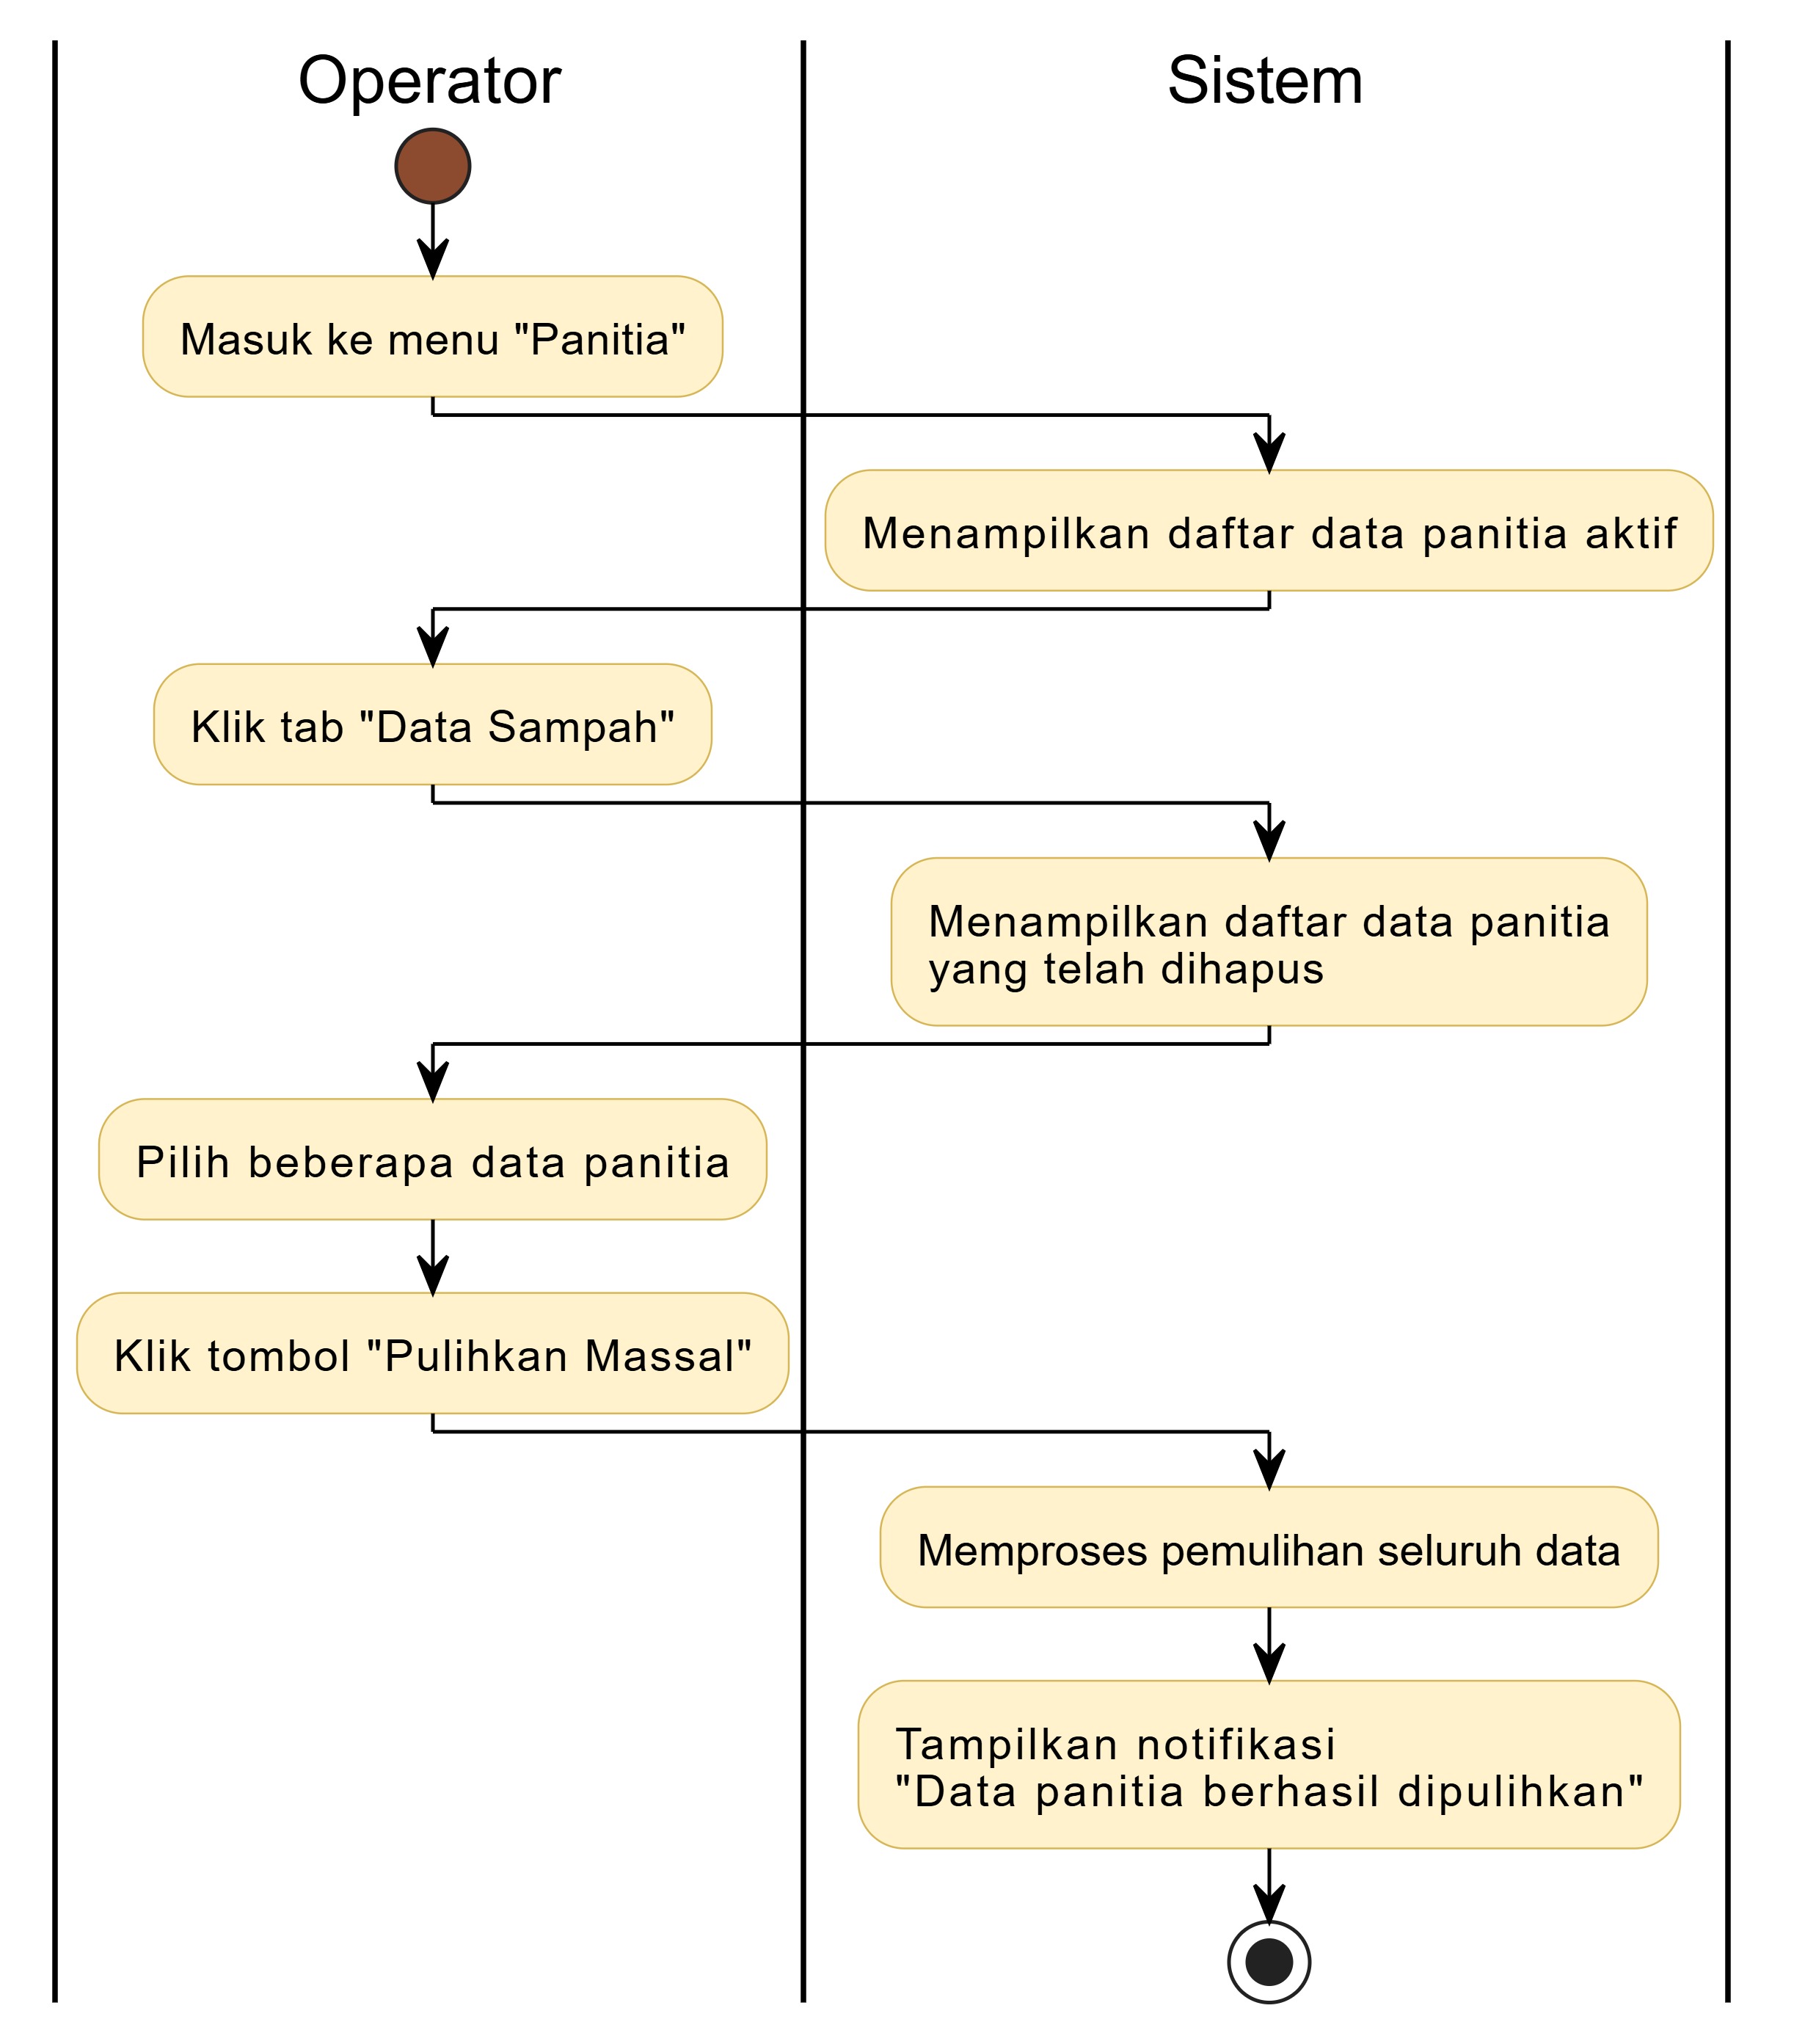 Operator
Sistem
Masuk ke menu "Panitia"
Menampilkan daftar data panitia aktif
Klik tab "Data Sampah"
Menampilkan daftar data panitia
yang telah dihapus
Pilih beberapa data panitia
Klik tombol "Pulihkan Massal"
Memproses pemulihan seluruh data
Tampilkan notifikasi
"Data panitia berhasil dipulihkan"